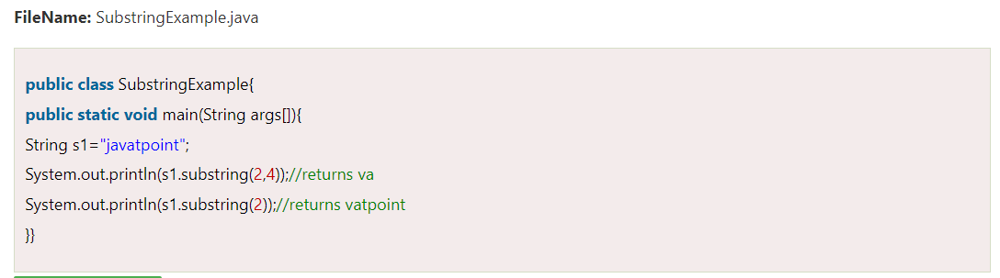 FileName: SubstringExample.java
public class SubstringExample{
public static void main(String args[]){
String s1="javatpoint";
System.out.println(s1.substring(2,4));//returns va
System.out.println(s1.substring(2));//returns vatpoint
}}